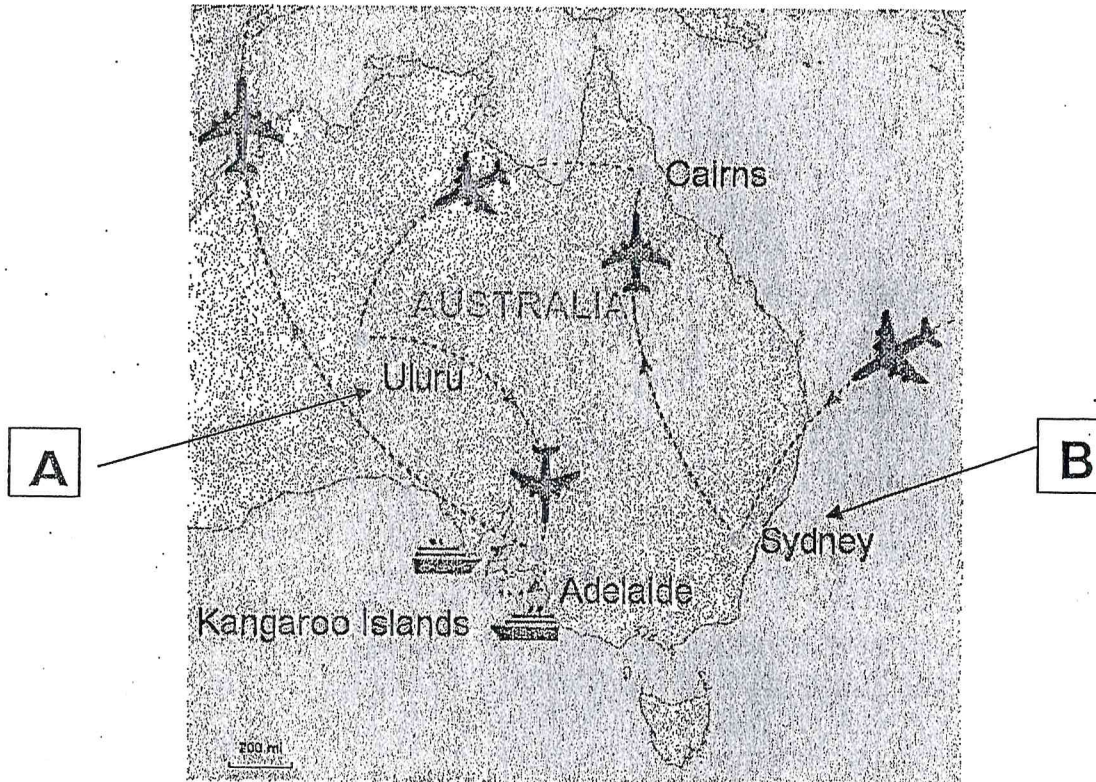 Cairns
AUSTRALIA
Uluru
A
B
Sydney
Adelaide
Kangaroo Islands
200 mi